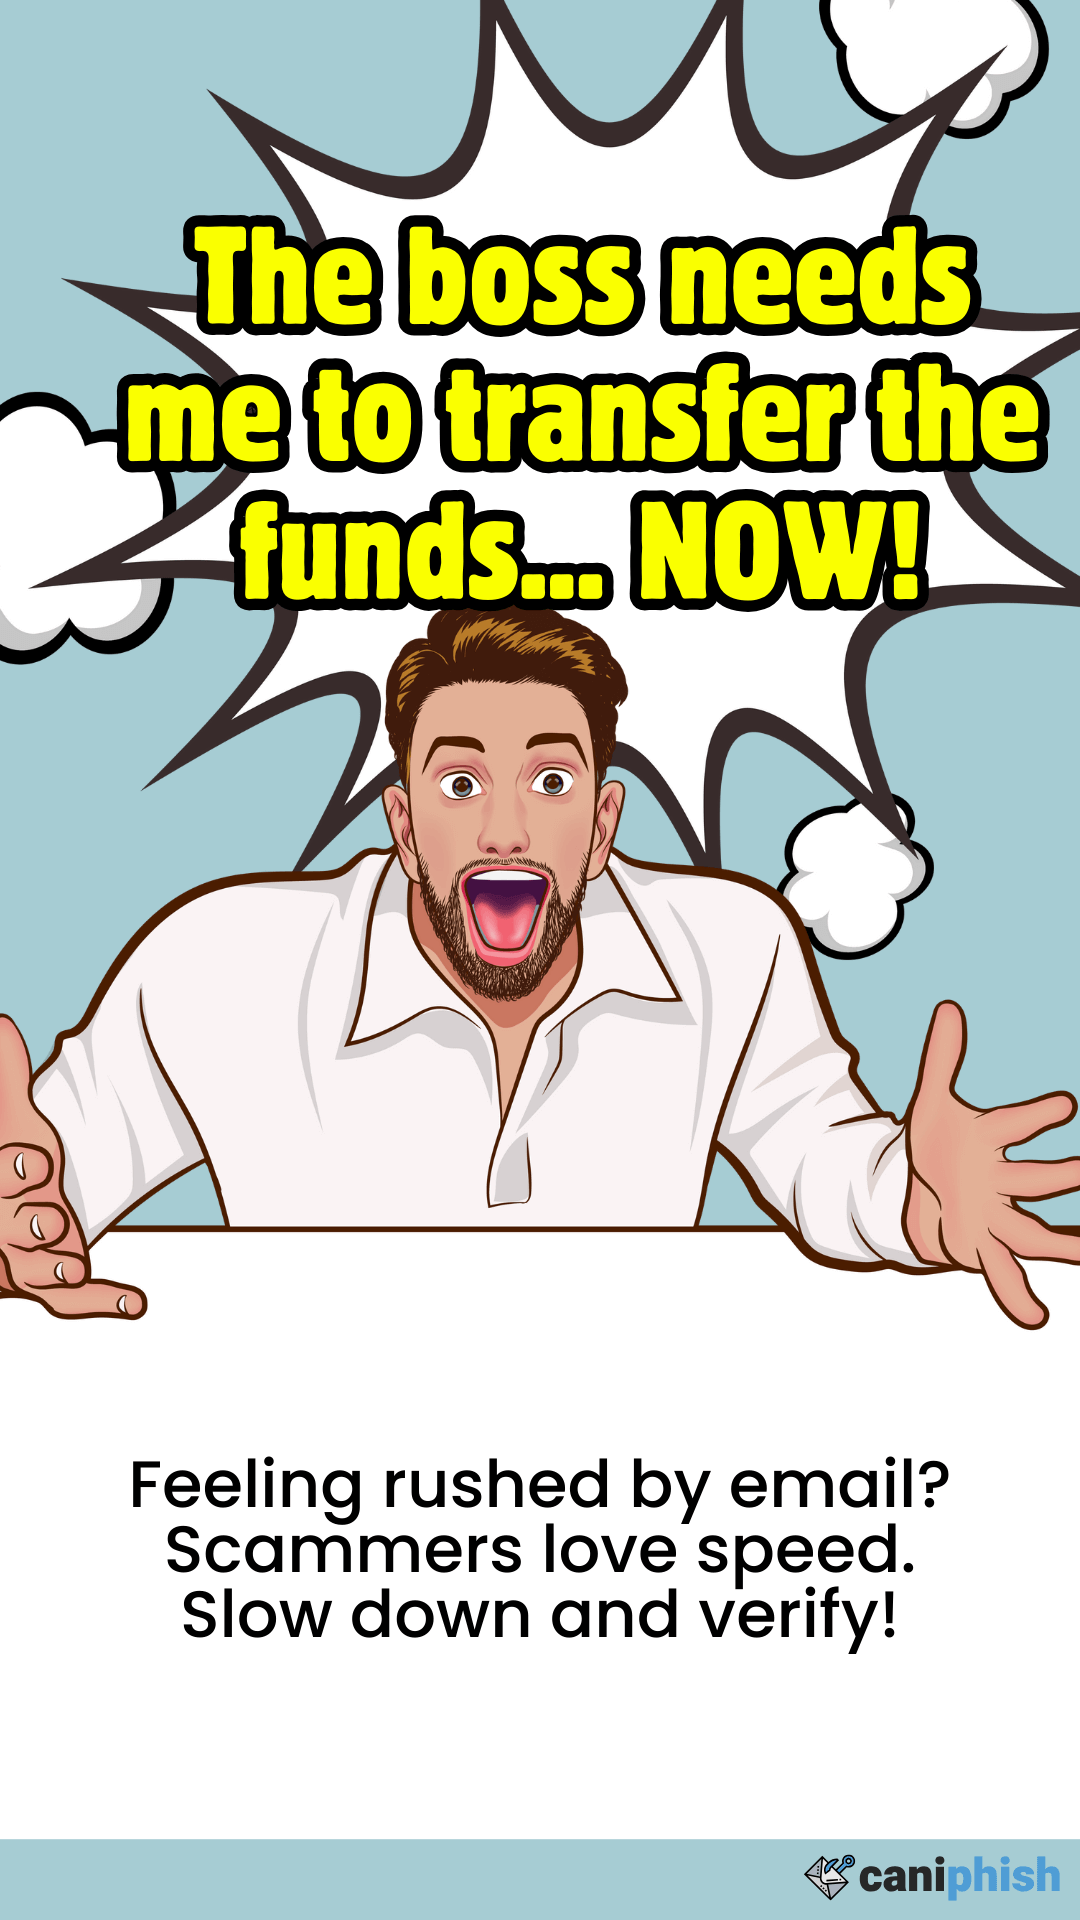 The boss needs
me to transfer the
funds... NOW!
Feeling rushed by email?
Scammers love speed.
Slow down and verify!
caniphish